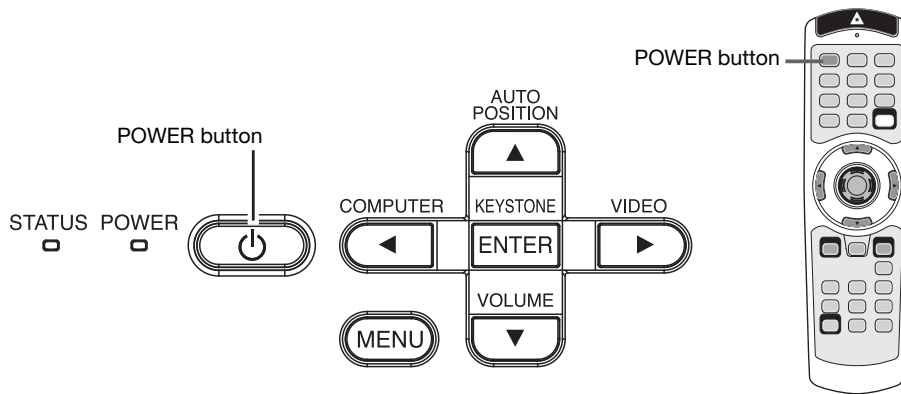 POWER button
POWER button
AUTO
POSITION
COMPUTER
KEYSTONE
VIDEO
STATUS
POWER
ENTER
VOLUME
MENU